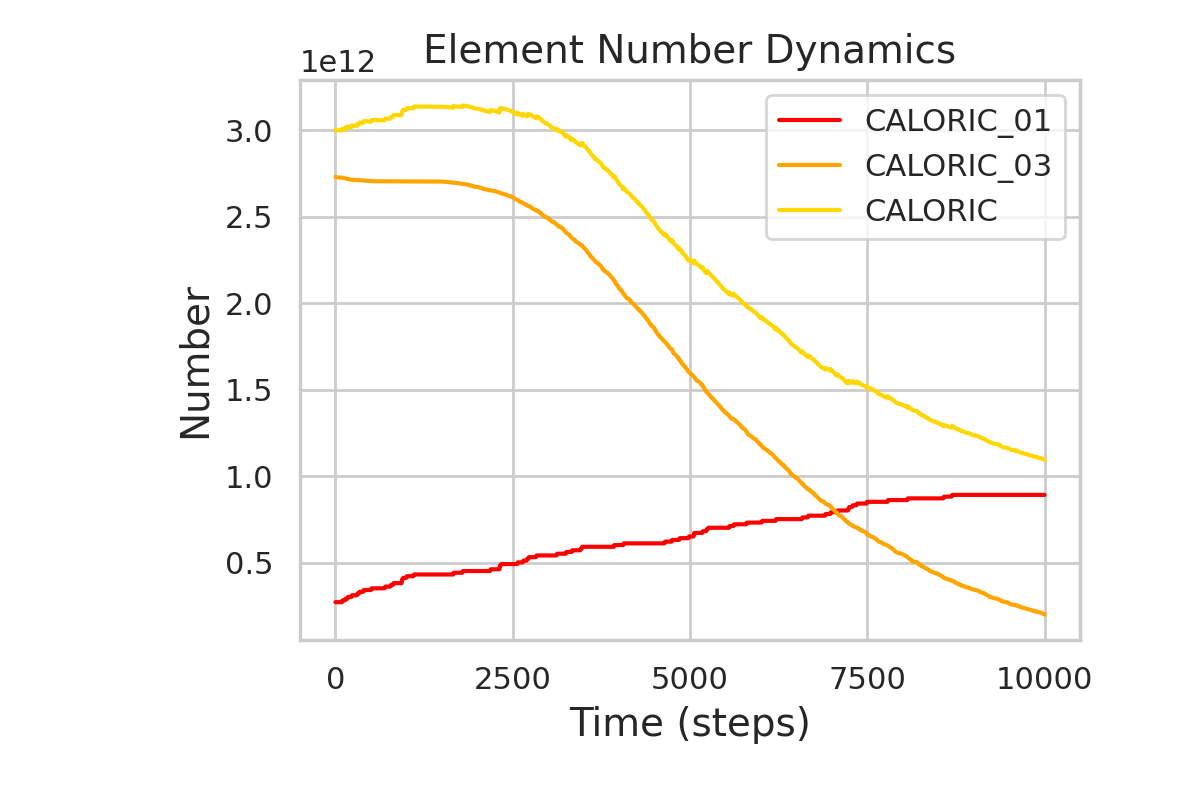 Element Number Dynamics
1e12
CALORIC_01
CALORIC_03
CALORIC
3.0
2.5
2.0
1.5
1.0
0.5
Number
0 2500 5000 7500 10000
Time (steps)